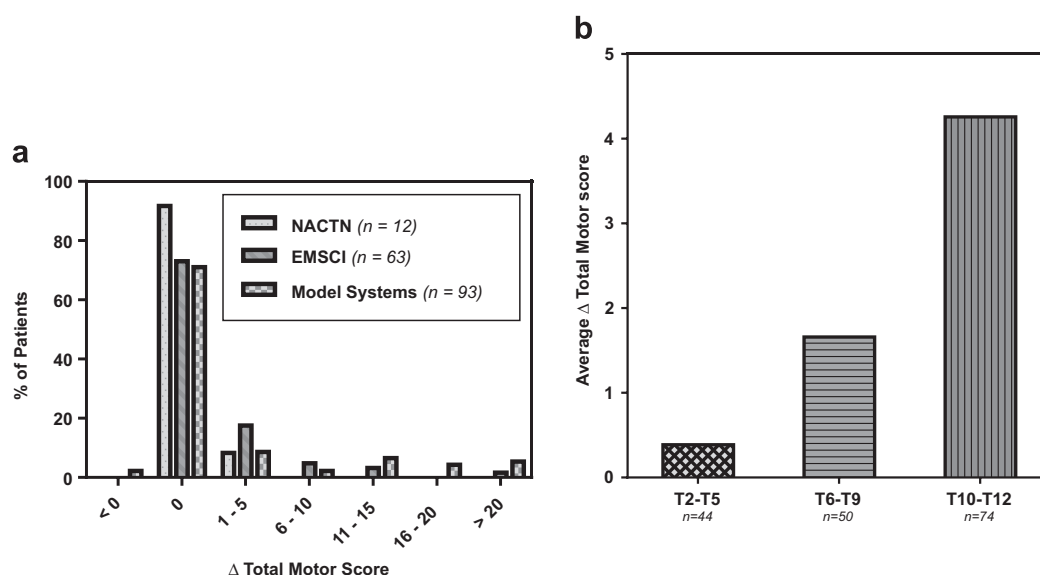 a
100
80
60
40
20
0
% of Patients
NACTN (n = 12)
EMSCI (n = 63)
Model Systems (n = 93)
< 0
0
1 - 5
6 - 10
11 - 15
16 - 20
> 20
Δ Total Motor Score
b
5
4
3
2
1
0
Average Δ Total Motor score
T2-T5
n=44
T6-T9
n=50
T10-T12
n=74